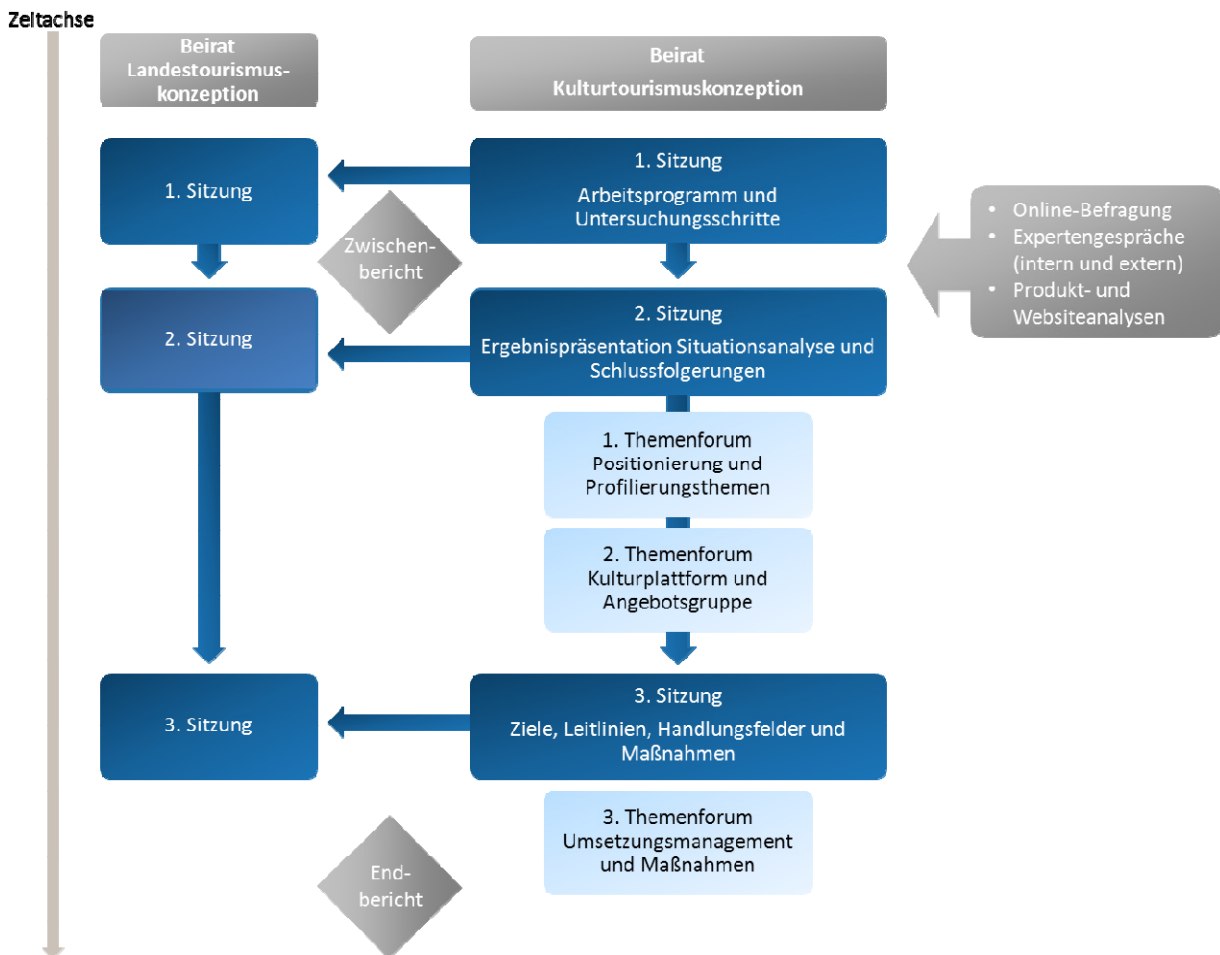 Zeitachse
Beirat
Landestourismus-
konzeption
Beirat
Kulturtourismuskonzeption
1. Sitzung
1. Sitzung
Arbeitsprogramm und
Untersuchungsschritte
Zwischen-
bericht
• Online-Befragung
• Expertengespräche
(intern und extern)
• Produkt- und
Websiteanalysen
2. Sitzung
2. Sitzung
Ergebnispräsentation Situationsanalyse und
Schlussfolgerungen
1. Themenforum
Positionierung und
Profilierungsthemen
2. Themenforum
Kulturplattform und
Angebotsgruppe
3. Sitzung
3. Sitzung
Ziele, Leitlinien, Handlungsfelder und
Maßnahmen
3. Themenforum
Umsetzungsmanagement
und Maßnahmen
End-
bericht